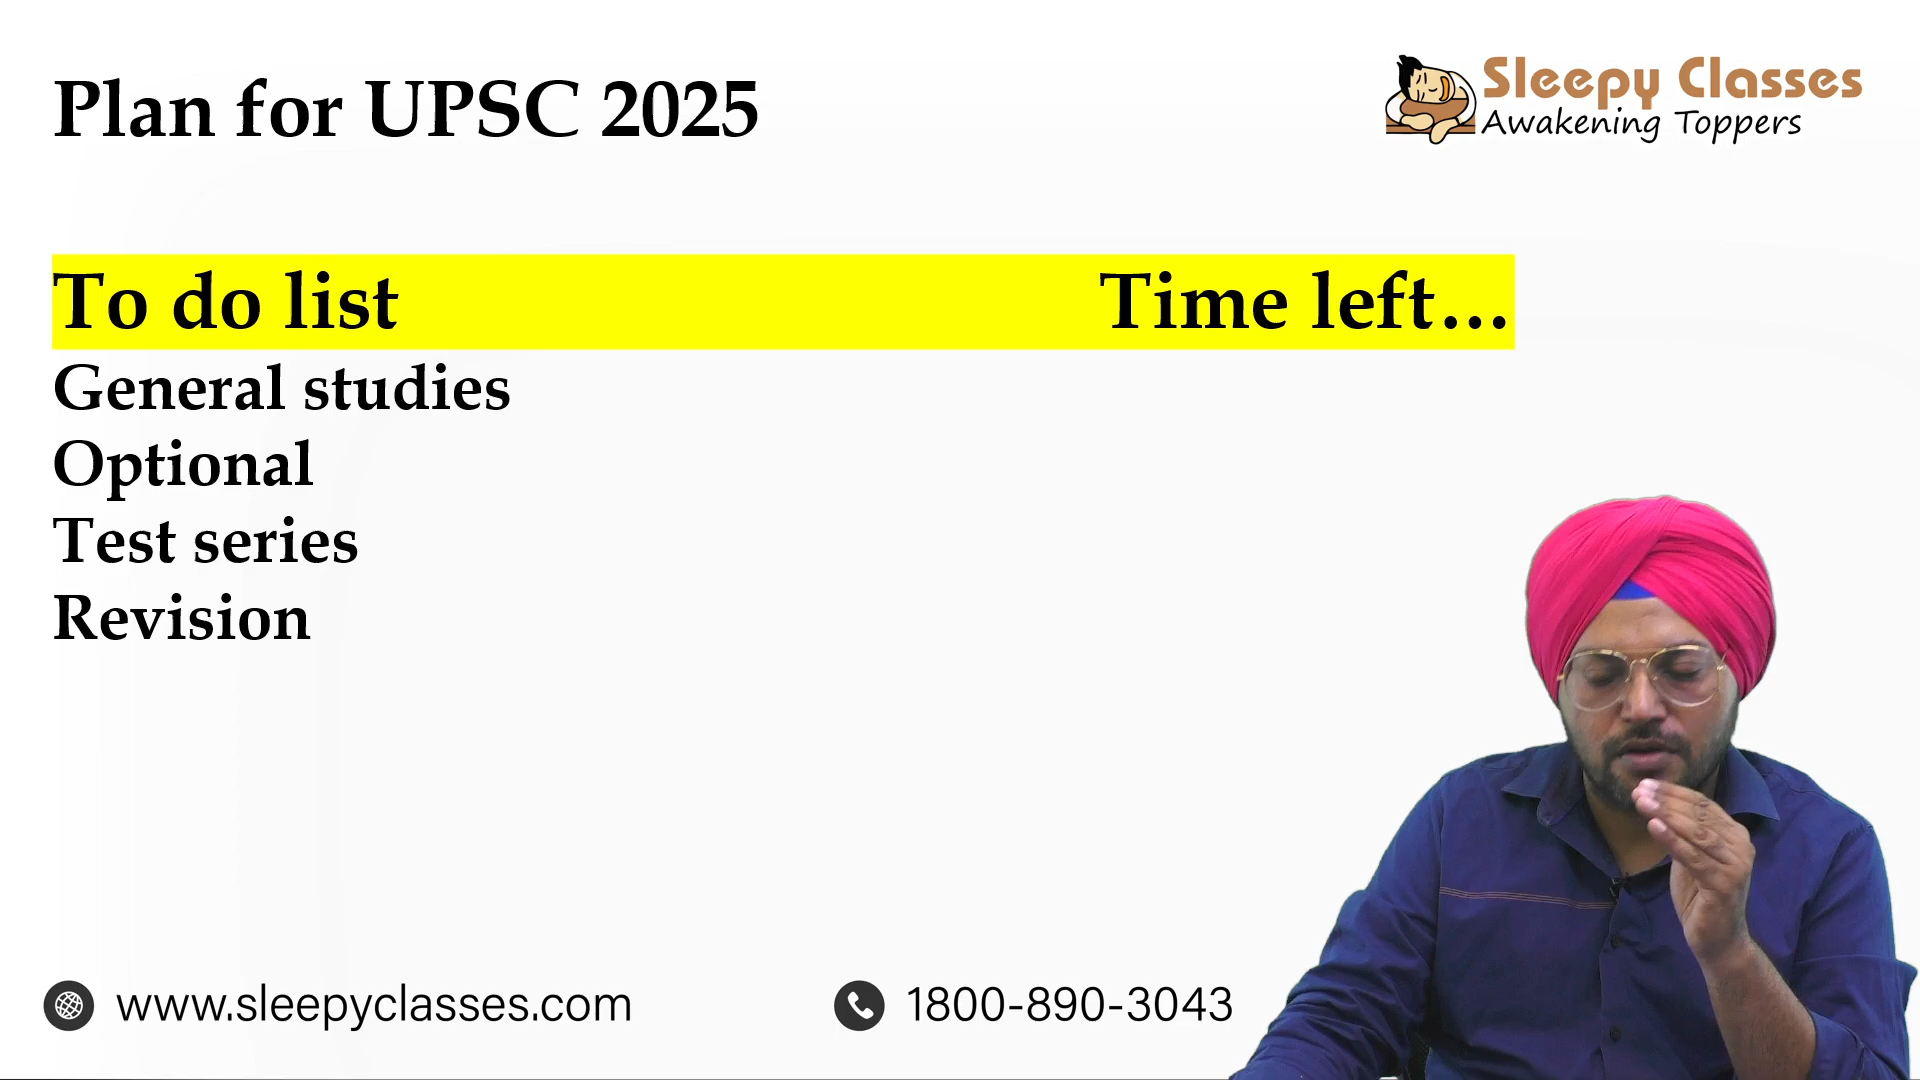 Plan for UPSC 2025
Sleepy Classes
Awakening Toppers
To do list Time left...
General studies
Optional
Test series
Revision
www.sleepyclasses.com 1800-890-3043